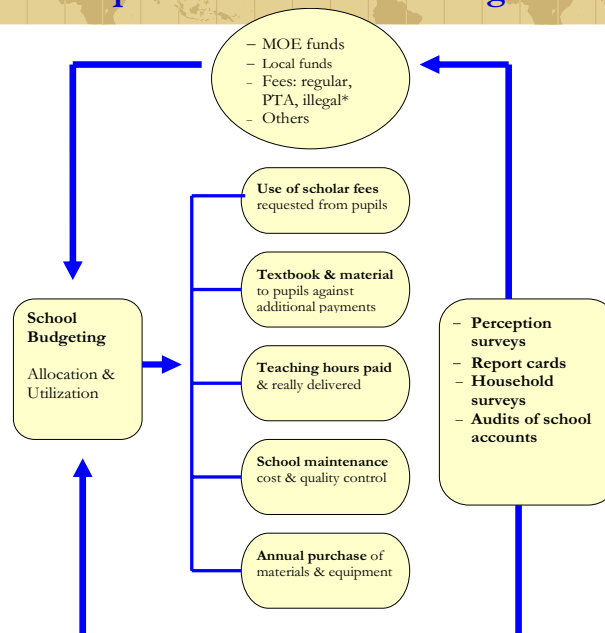 – MOE funds
– Local funds
– Fees: regular,
PTA, illegal*
– Others
Use of scholar fees
requested from pupils
Textbook & material
to pupils against
additional payments
School
Budgeting
Allocation &
Utilization
Teaching hours paid
& really delivered
School maintenance
cost & quality control
Annual purchase of
materials & equipment
– Perception
surveys
– Report cards
– Household
surveys
– Audits of school
accounts